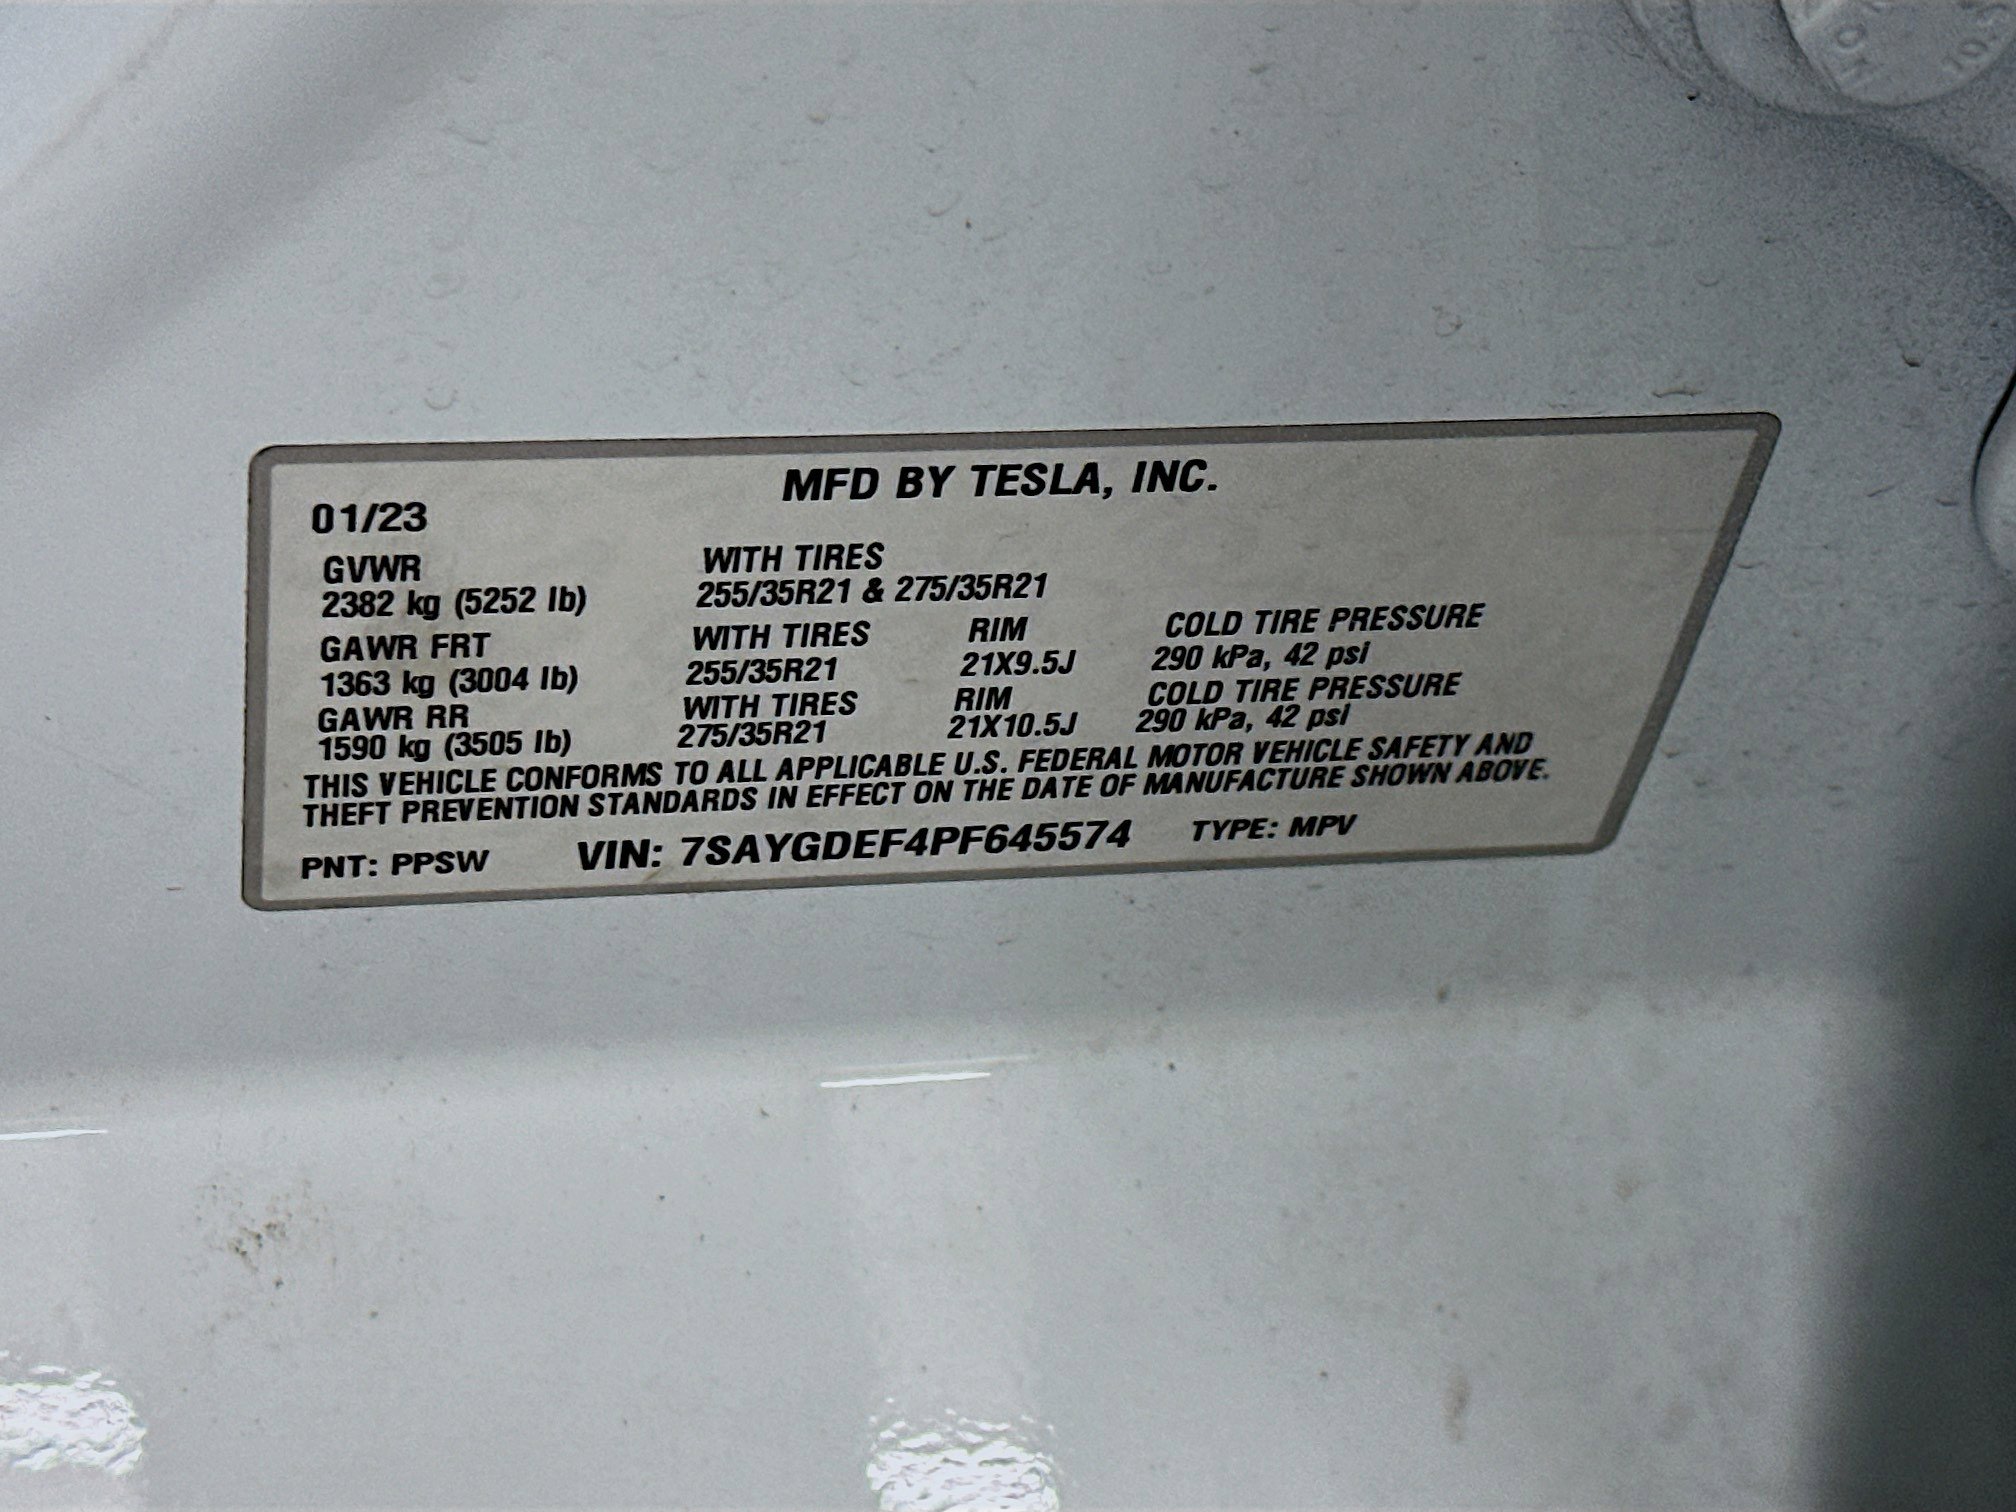 MFD BY TESLA, INC.
01/23
GVWR WITH TIRES
2382 kg (5252 lb) 255/35R21 & 275/35R21
GAWR FRT WITH TIRES RIM COLD TIRE PRESSURE
1363 kg (3004 lb) 255/35R21 21X9.5J 290 kPa, 42 psi
GAWR RR WITH TIRES RIM COLD TIRE PRESSURE
1590 kg (3505 lb) 275/35R21 21X10.5J 290 kPa, 42 psi
THIS VEHICLE CONFORMS TO ALL APPLICABLE U.S. FEDERAL MOTOR VEHICLE SAFETY AND
THEFT PREVENTION STANDARDS IN EFFECT ON THE DATE OF MANUFACTURE SHOWN ABOVE.
PNT: PPSW VIN: 7SAYGDEF4PF645574 TYPE: MPV